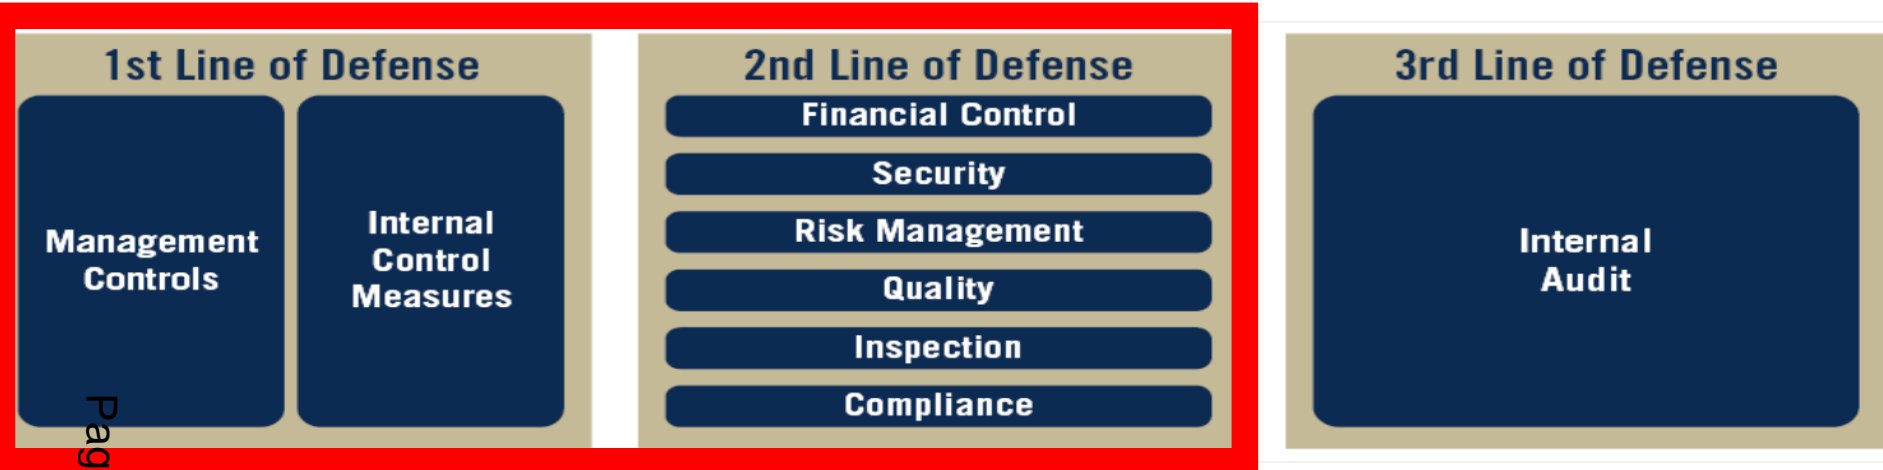 1st Line of Defense
Management
Controls
Internal
Control
Measures
2nd Line of Defense
Financial Control
Security
Risk Management
Quality
Inspection
Compliance
3rd Line of Defense
Internal
Audit
Pag